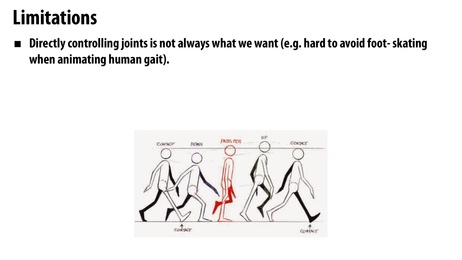 Limitations
■ Directly controlling joints is not always what we want (e.g. hard to avoid foot- skating
when animating human gait).
CONTACT DOWN PASS POS UP CONTACT
CONTACT CONTACT